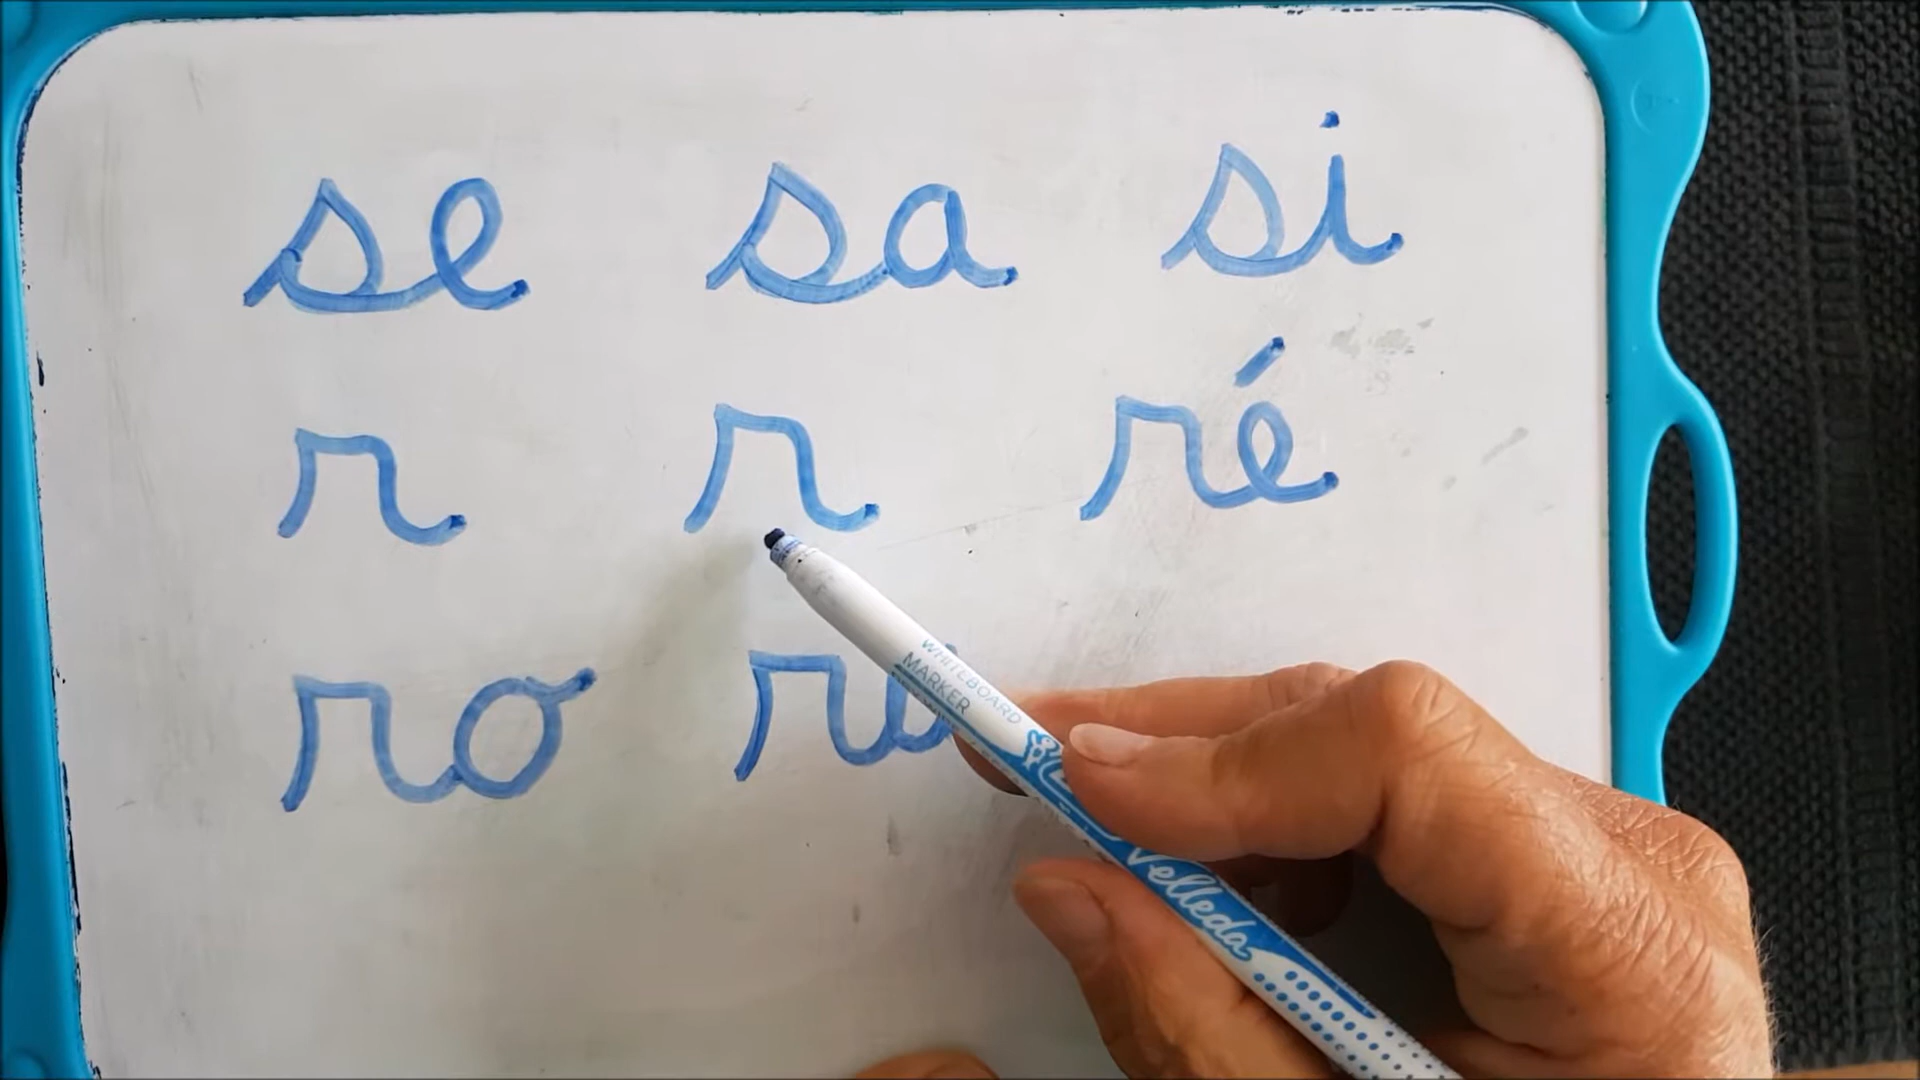 se sa si
r r ré
ro
WHITEBOARD
MARKER
Velleda